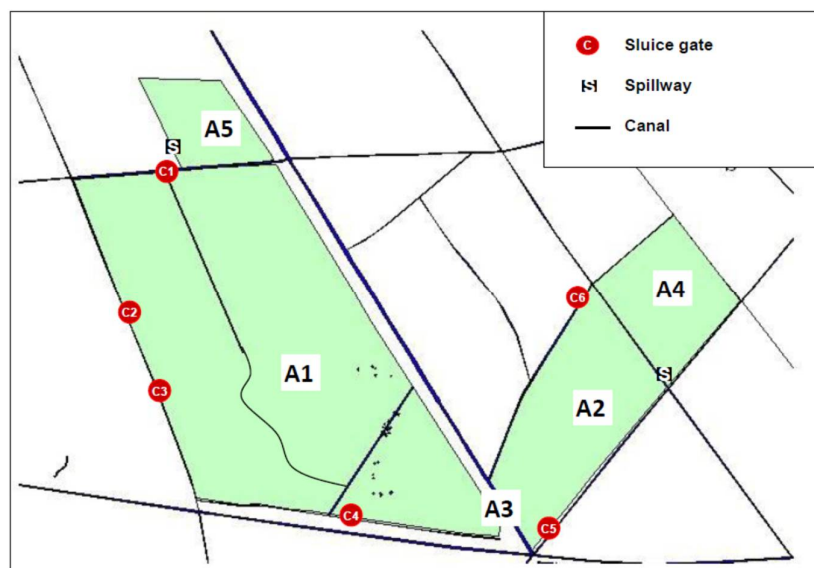 C Sluice gate
S Spillway
Canal
A5
S
C1
C2
C6
A4
C3
A1
S
A2
A3
C4
C5